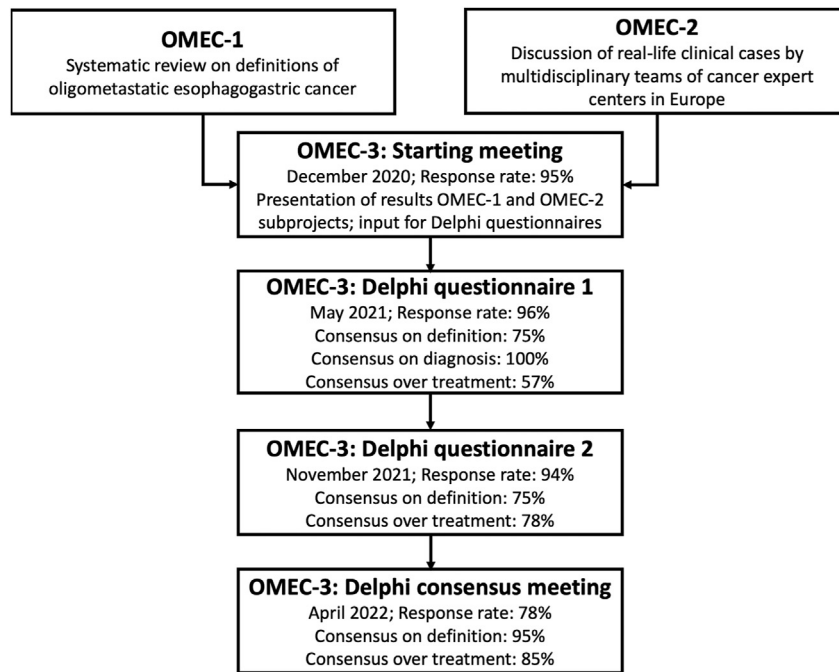 OMEC-1
Systematic review on definitions of
oligometastatic esophagogastric cancer
OMEC-2
Discussion of real-life clinical cases by
multidisciplinary teams of cancer expert
centers in Europe
OMEC-3: Starting meeting
December 2020; Response rate: 95%
Presentation of results OMEC-1 and OMEC-2
subprojects; input for Delphi questionnaires
OMEC-3: Delphi questionnaire 1
May 2021; Response rate: 96%
Consensus on definition: 75%
Consensus on diagnosis: 100%
Consensus over treatment: 57%
OMEC-3: Delphi questionnaire 2
November 2021; Response rate: 94%
Consensus on definition: 75%
Consensus over treatment: 78%
OMEC-3: Delphi consensus meeting
April 2022; Response rate: 78%
Consensus on definition: 95%
Consensus over treatment: 85%